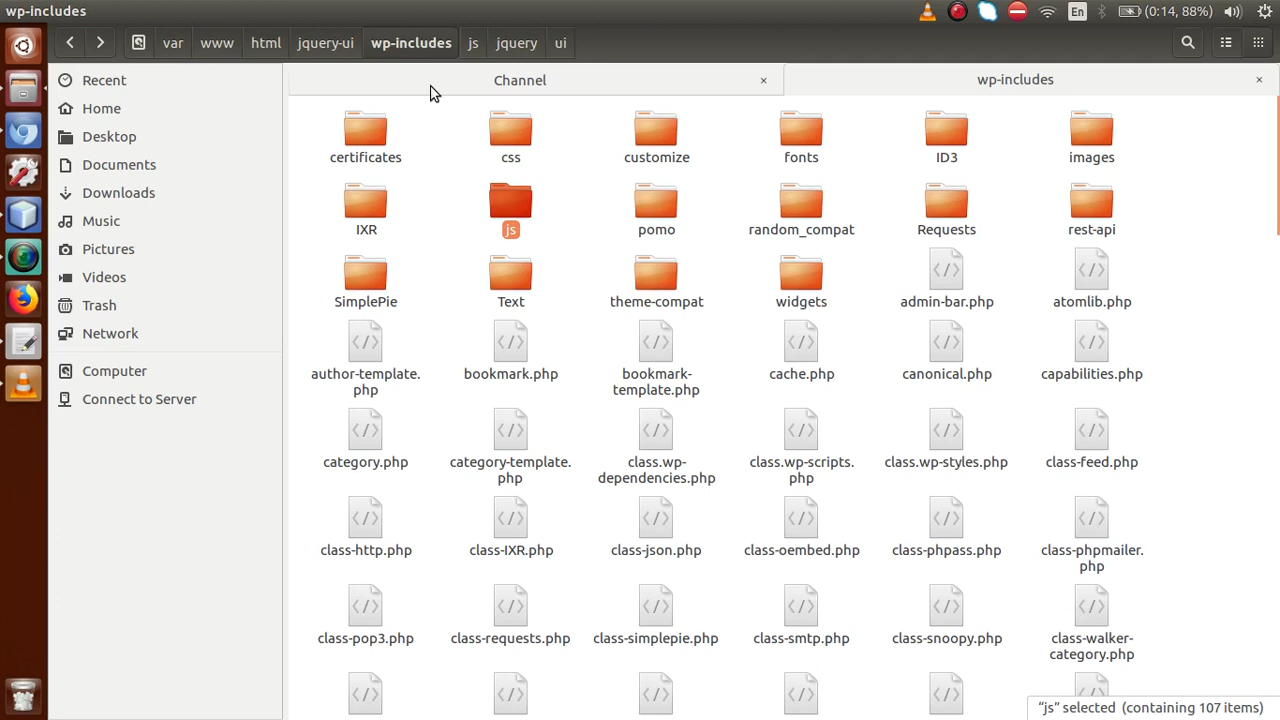 wp-includes
En
(0:14, 88%)
var
www
html
jquery-ui
wp-includes
js
jquery
ui
Recent
Home
Desktop
Documents
Downloads
Music
Pictures
Videos
Trash
Network
Computer
Connect to Server
Channel ×
wp-includes ×
certificates
css
customize
fonts
ID3
images
IXR
js
pomo
random_compat
Requests
rest-api
SimplePie
Text
theme-compat
widgets
admin-bar.php
atomlib.php
author-template.
php
bookmark.php
bookmark-
template.php
cache.php
canonical.php
capabilities.php
category.php
category-template.
php
class.wp-
dependencies.php
class.wp-scripts.
php
class.wp-styles.php
class-feed.php
class-http.php
class-IXR.php
class-json.php
class-oembed.php
class-phpass.php
class-phpmailer.
php
class-pop3.php
class-requests.php
class-simplepie.php
class-smtp.php
class-snoopy.php
class-walker-
category.php
“js” selected (containing 107 items)